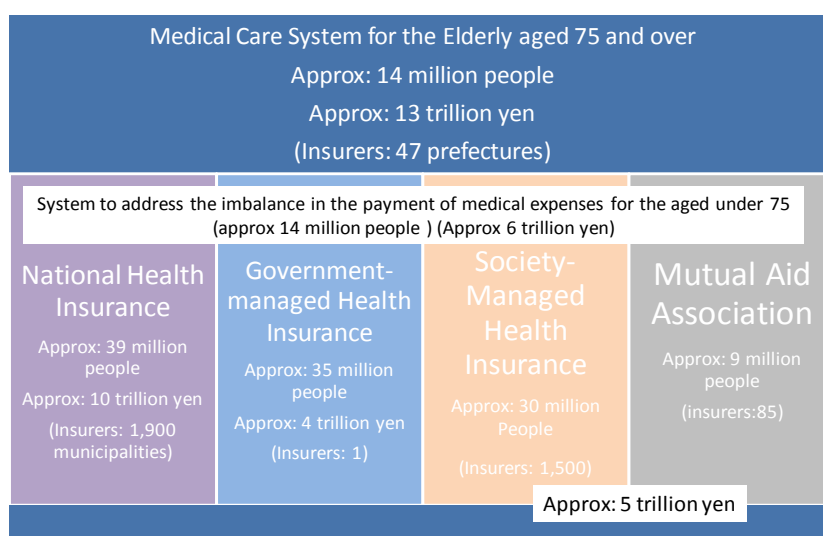 Medical Care System for the Elderly aged 75 and over
Approx: 14 million people
Approx: 13 trillion yen
(Insurers: 47 prefectures)
System to address the imbalance in the payment of medical expenses for the aged under 75
(approx 14 million people ) (Approx 6 trillion yen)
National Health
Insurance
Approx: 39 million
people
Approx: 10 trillion yen
(Insurers: 1,900
municipalities)
Government-
managed Health
Insurance
Approx: 35 million
people
Approx: 4 trillion yen
(Insurers: 1)
Society-
Managed
Health
Insurance
Approx: 30 million
People
(Insurers: 1,500)
Mutual Aid
Association
Approx: 9 million
people
(insurers:85)
Approx: 5 trillion yen